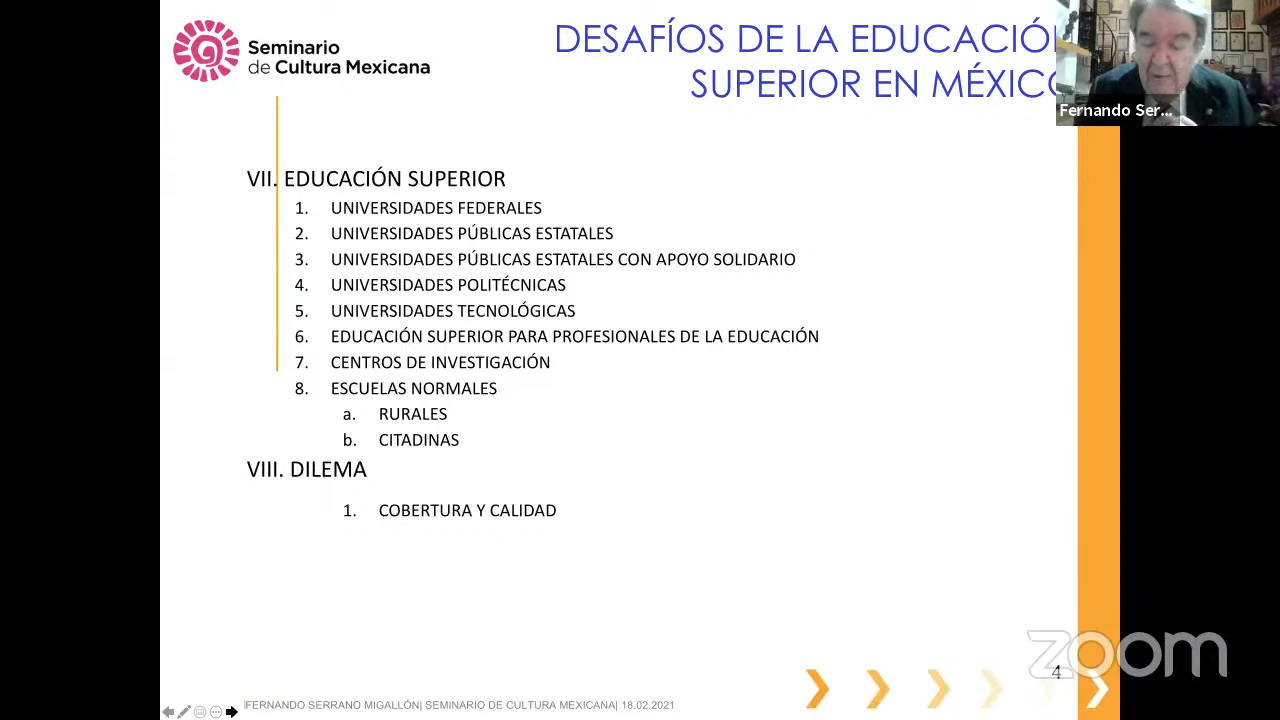 Seminario
de Cultura Mexicana
DESAFÍOS DE LA EDUCACIÓN
SUPERIOR EN MÉXICO
Fernando Ser...
VII. EDUCACIÓN SUPERIOR
1. UNIVERSIDADES FEDERALES
2. UNIVERSIDADES PÚBLICAS ESTATALES
3. UNIVERSIDADES PÚBLICAS ESTATALES CON APOYO SOLIDARIO
4. UNIVERSIDADES POLITÉCNICAS
5. UNIVERSIDADES TECNOLÓGICAS
6. EDUCACIÓN SUPERIOR PARA PROFESIONALES DE LA EDUCACIÓN
7. CENTROS DE INVESTIGACIÓN
8. ESCUELAS NORMALES
a. RURALES
b. CITADINAS
VIII. DILEMA
1. COBERTURA Y CALIDAD
zoom
4
FERNANDO SERRANO MIGALLÓN| SEMINARIO DE CULTURA MEXICANA| 18.02.2021